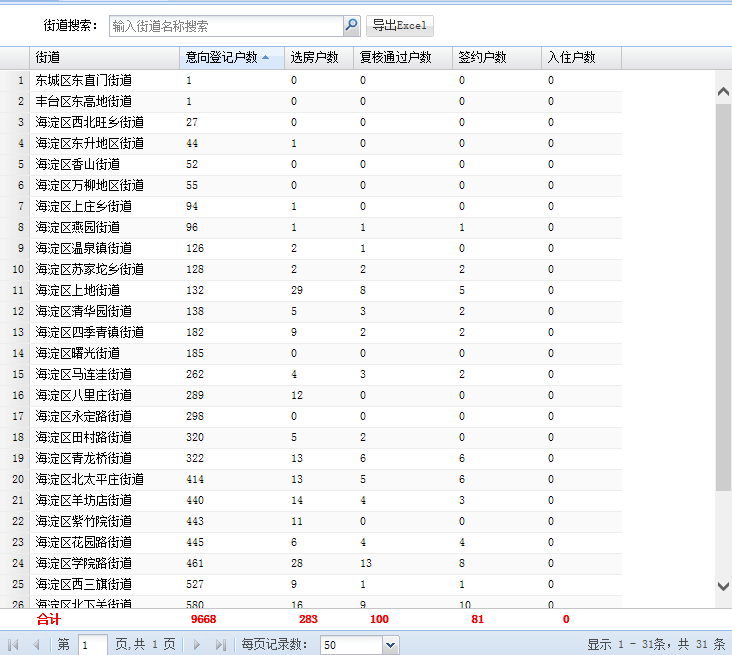 街道搜索： 输入街道名称搜索 导出Excel
街道 意向登记户数 选房户数 复核通过户数 签约户数 入住户数
1 东城区东直门街道 1 0 0 0 0
2 丰台区东高地街道 1 0 0 0 0
3 海淀区西北旺乡街道 27 0 0 0 0
4 海淀区东升地区街道 44 1 0 0 0
5 海淀区香山街道 52 0 0 0 0
6 海淀区万柳地区街道 55 0 0 0 0
7 海淀区上庄乡街道 94 1 0 0 0
8 海淀区燕园街道 96 1 1 1 0
9 海淀区温泉镇街道 126 2 1 0 0
10 海淀区苏家坨乡街道 128 2 2 2 0
11 海淀区上地街道 132 29 8 5 0
12 海淀区清华园街道 138 5 3 2 0
13 海淀区四季青镇街道 182 9 2 2 0
14 海淀区曙光街道 185 0 0 0 0
15 海淀区马连洼街道 262 4 3 2 0
16 海淀区八里庄街道 289 12 0 0 0
17 海淀区永定路街道 298 0 0 0 0
18 海淀区田村路街道 320 5 2 0 0
19 海淀区青龙桥街道 322 13 6 6 0
20 海淀区北太平庄街道 414 13 5 6 0
21 海淀区羊坊店街道 440 14 4 3 0
22 海淀区紫竹院街道 443 11 0 0 0
23 海淀区花园路街道 445 6 4 4 0
24 海淀区学院路街道 461 28 13 8 0
25 海淀区西三旗街道 527 9 1 1 0
26 海淀区北下关街道 580 16 9 10 0
合计 9668 283 100 81 0
第 1 页,共 1 页 每页记录数： 50 显示 1 - 31条，共 31 条